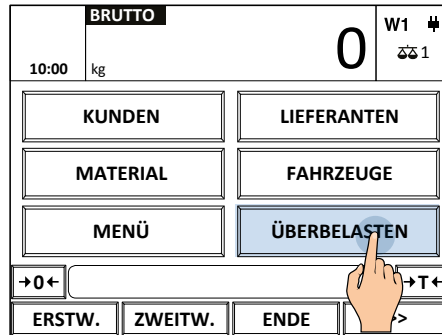 BRUTTO
0
W1
1
10:00 kg
KUNDEN LIEFERANTEN
MATERIAL FAHRZEUGE
MENÜ ÜBERBELASTEN
→0← →T←
ERSTW. ZWEITW. ENDE >>